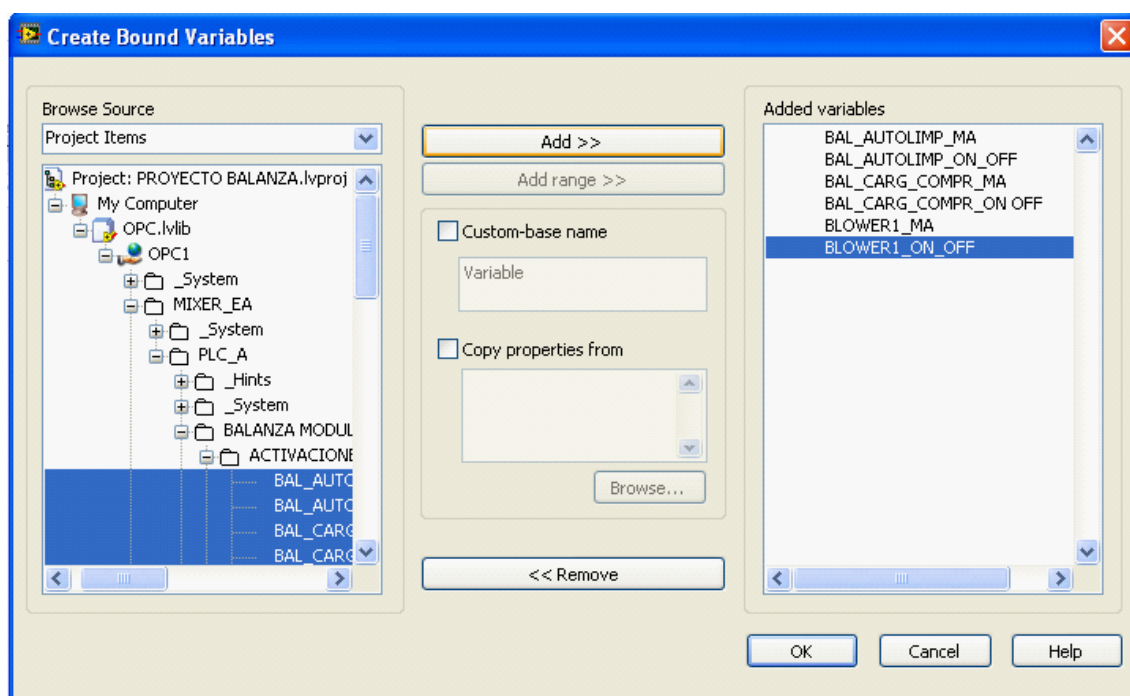 Create Bound Variables
Browse Source
Project Items
Project: PROYECTO BALANZA.lvproj
My Computer
OPC.lvlib
OPC1
_System
MIXER_EA
_System
PLC_A
_Hints
_System
BALANZA MODUL
ACTIVACIONE
BAL_AUTO
BAL_AUTO
BAL_CARG
BAL_CARG
Add >>
Add range >>
Custom-base name
Variable
Copy properties from
Browse...
<< Remove
Added variables
BAL_AUTOLIMP_MA
BAL_AUTOLIMP_ON_OFF
BAL_CARG_COMPR_MA
BAL_CARG_COMPR_ON OFF
BLOWER1_MA
BLOWER1_ON_OFF
OK
Cancel
Help